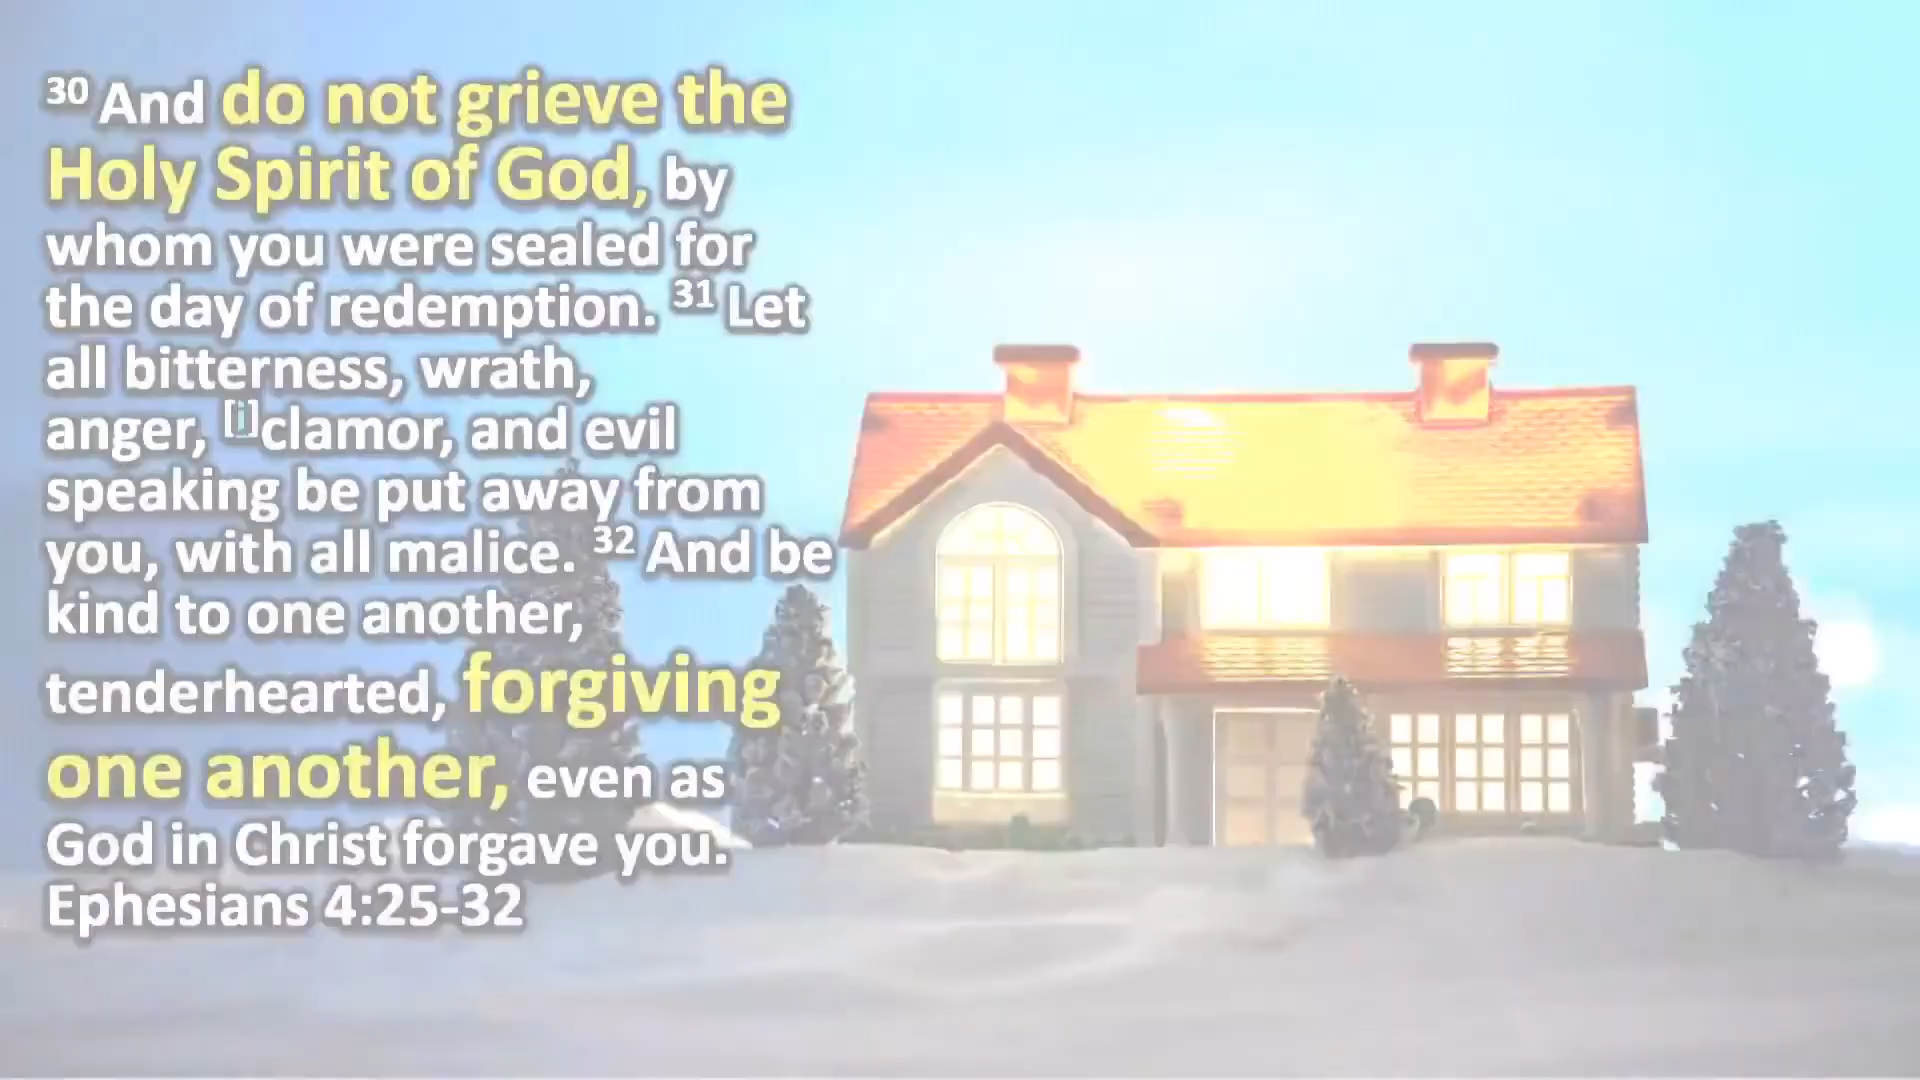 30 And do not grieve the
Holy Spirit of God, by
whom you were sealed for
the day of redemption. 31 Let
all bitterness, wrath,
anger, [j]clamor, and evil
speaking be put away from
you, with all malice. 32 And be
kind to one another,
tenderhearted, forgiving
one another, even as
God in Christ forgave you.
Ephesians 4:25-32